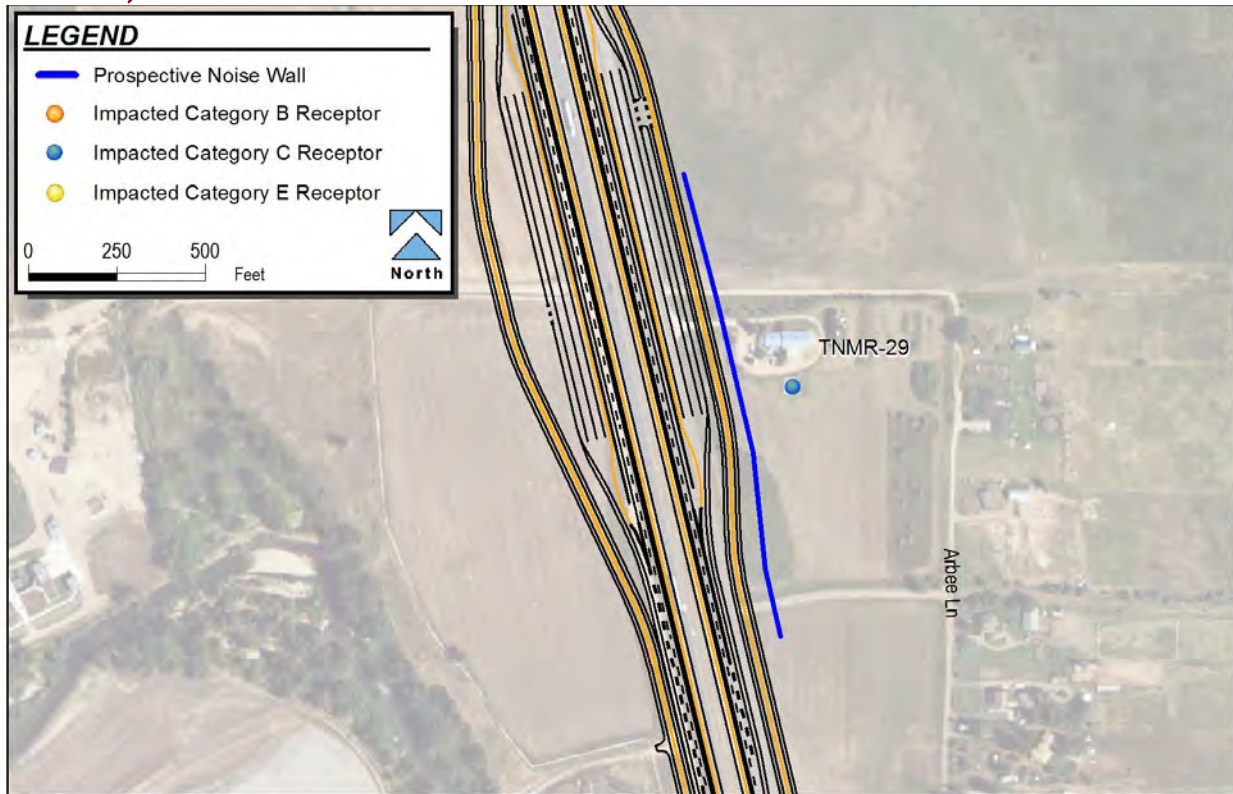 LEGEND
Prospective Noise Wall
Impacted Category B Receptor
Impacted Category C Receptor
Impacted Category E Receptor
0 250 500
Feet
North
TNMR-29
Arbee Ln